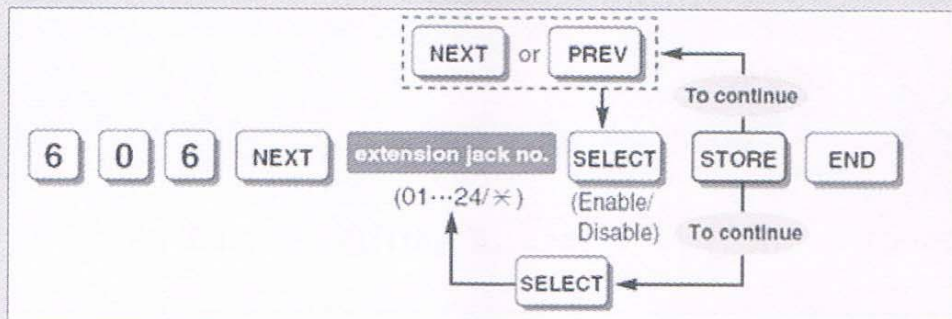 NEXT or PREV
To continue
6 0 6 NEXT extension jack no. SELECT STORE END
(01···24/✳) (Enable/
Disable) To continue
SELECT